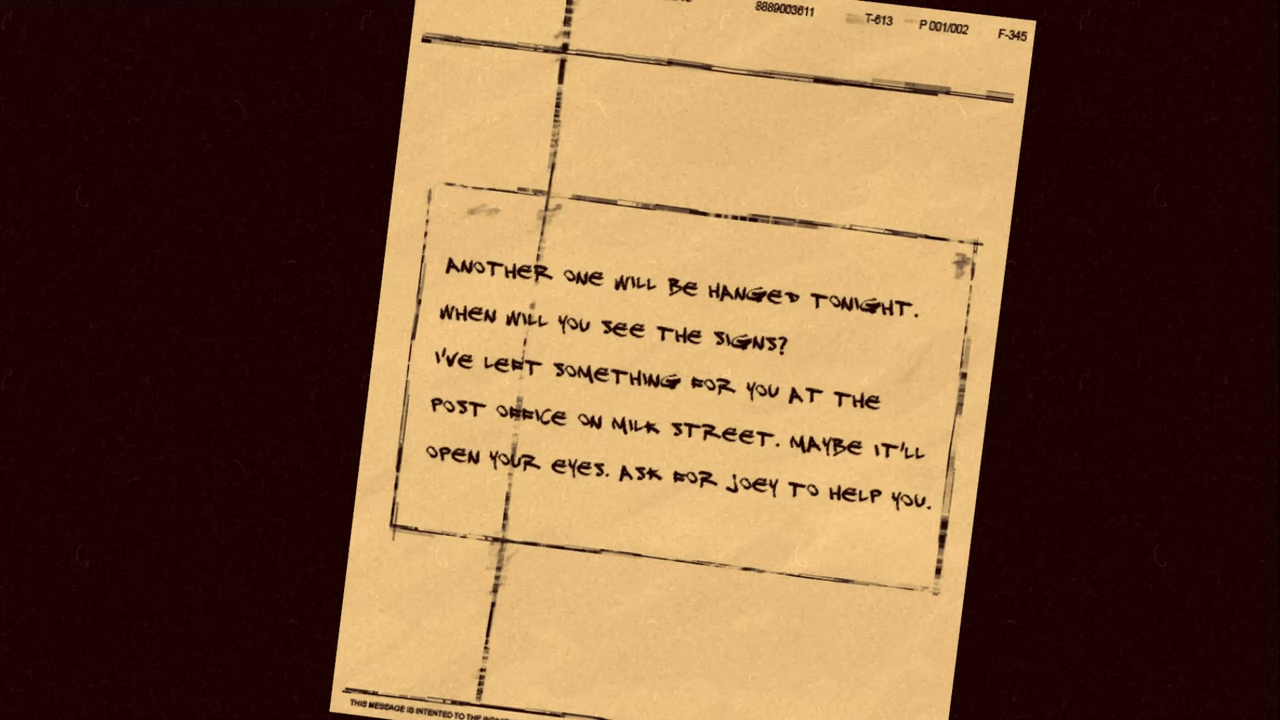 8889003611 T-613 P 001/002 F-345
ANOTHER ONE WILL BE HANGED TONIGHT.
WHEN WILL YOU SEE THE SIGNS?
I'VE LEFT SOMETHING FOR YOU AT THE
POST OFFICE ON MILK STREET. MAYBE IT'LL
OPEN YOUR EYES. ASK FOR JOEY TO HELP YOU.
THIS MESSAGE IS INTENTED TO THE